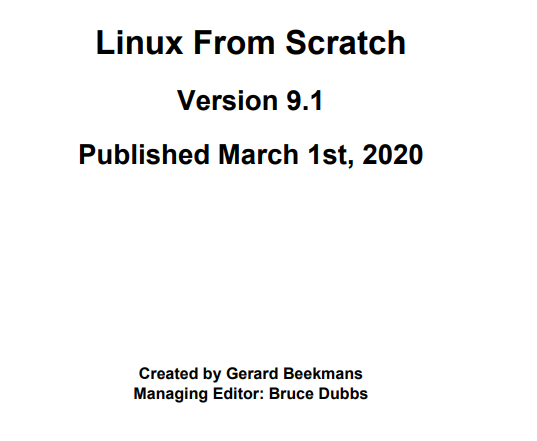 Linux From Scratch
Version 9.1
Published March 1st, 2020
Created by Gerard Beekmans
Managing Editor: Bruce Dubbs